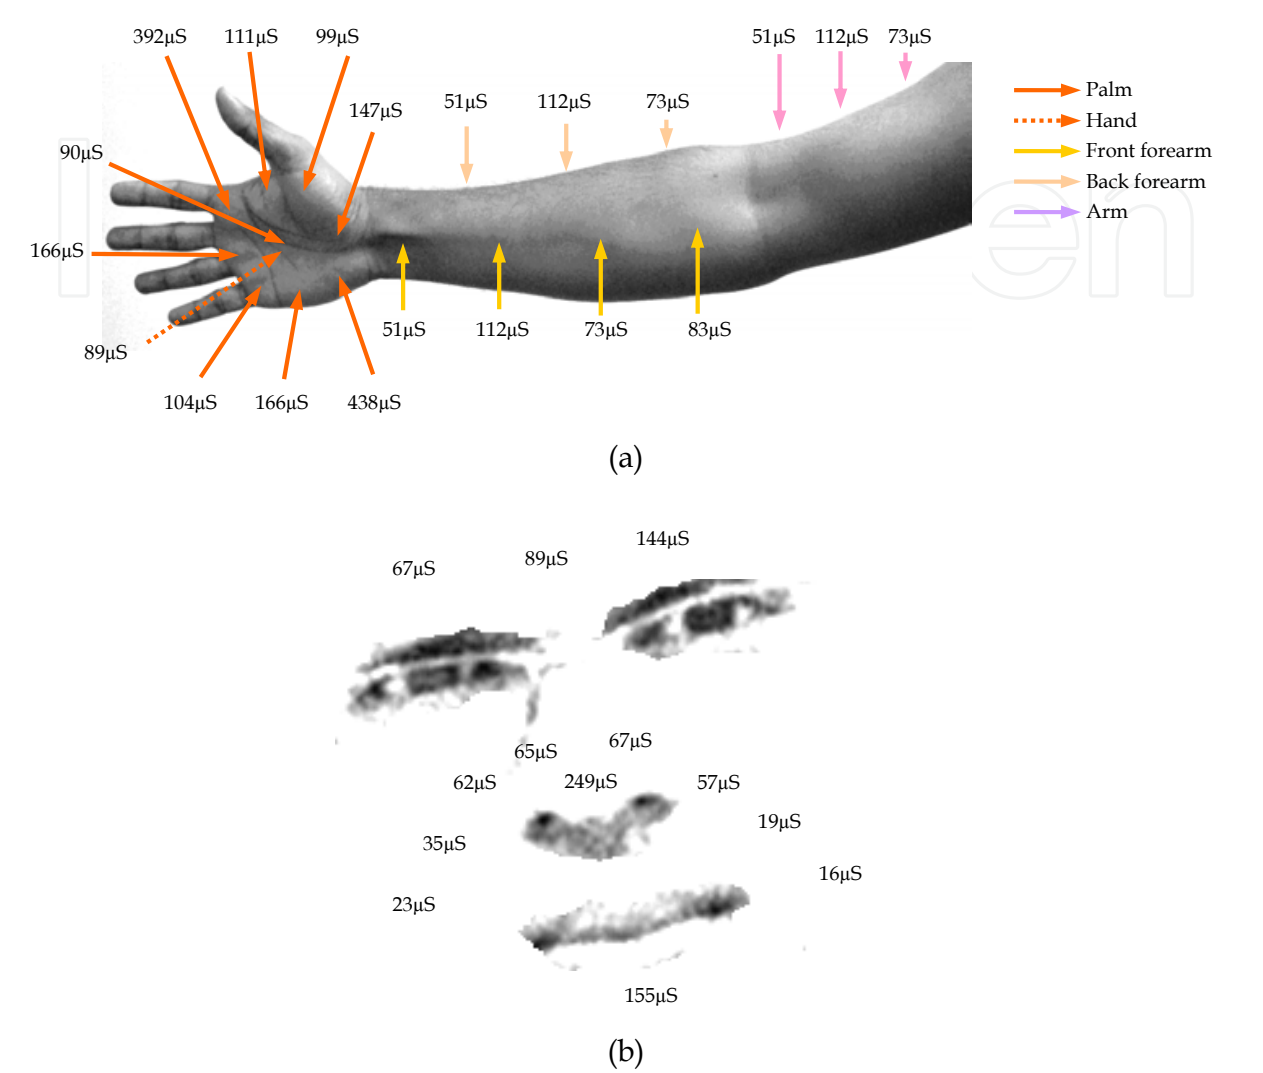 392µS 111µS 99µS 51µS 112µS 73µS
147µS 51µS 112µS 73µS
Palm
Hand
Front forearm
Back forearm
Arm
90µS
166µS
89µS
51µS 112µS 73µS 83µS
104µS 166µS 438µS
(a)
67µS 89µS 144µS
65µS 67µS
62µS 249µS 57µS
35µS 19µS
23µS 16µS
155µS
(b)